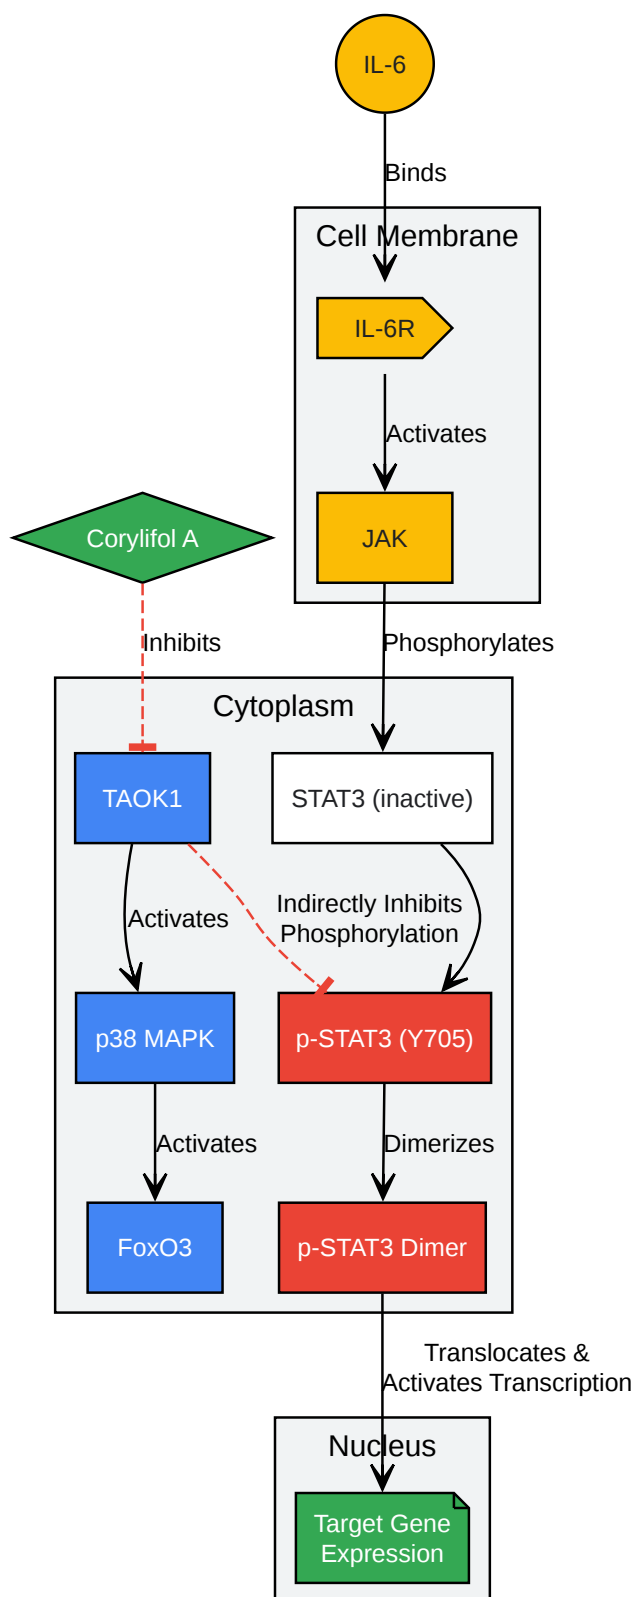 IL-6
Binds
Cell Membrane
IL-6R
Activates
Corylifol A
JAK
Inhibits
Phosphorylates
Cytoplasm
TAOK1
STAT3 (inactive)
Activates
Indirectly Inhibits
Phosphorylation
p38 MAPK
p-STAT3 (Y705)
Activates
Dimerizes
FoxO3
p-STAT3 Dimer
Translocates &
Activates Transcription
Nucleus
Target Gene
Expression